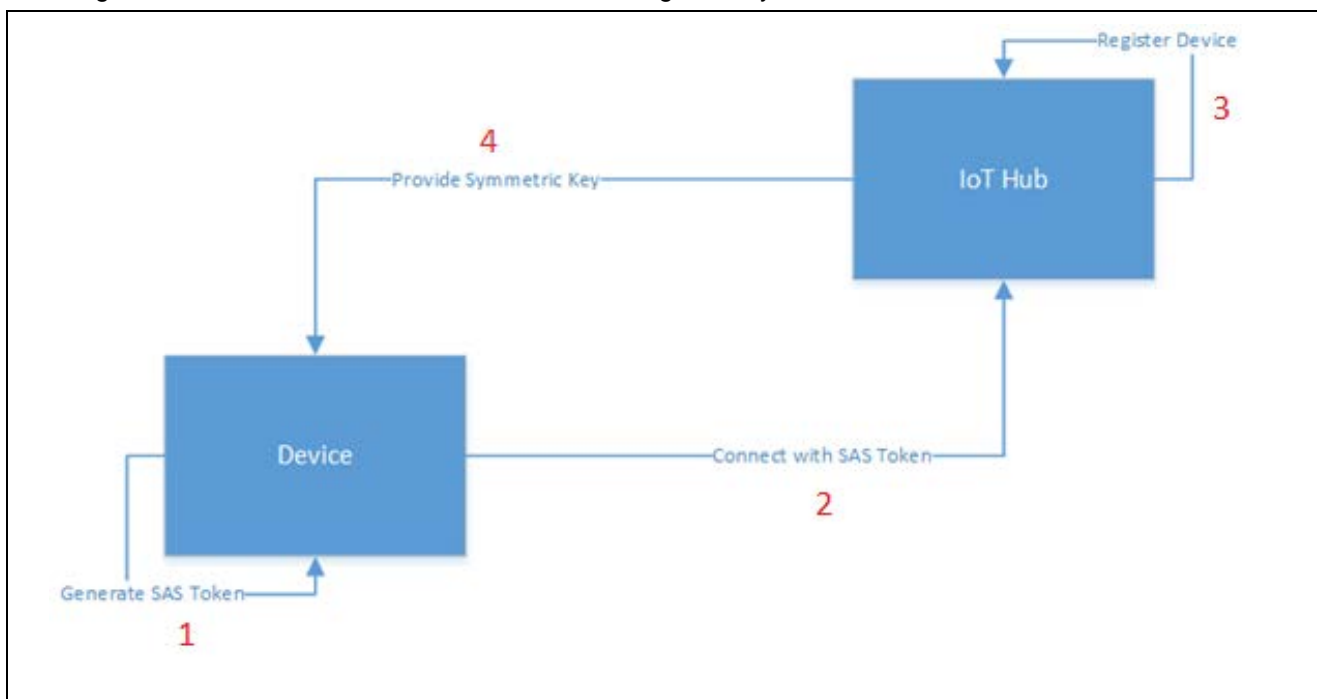 Register Device
3
4
Provide Symmetric Key
IoT Hub
Device
Connect with SAS Token
2
Generate SAS Token
1